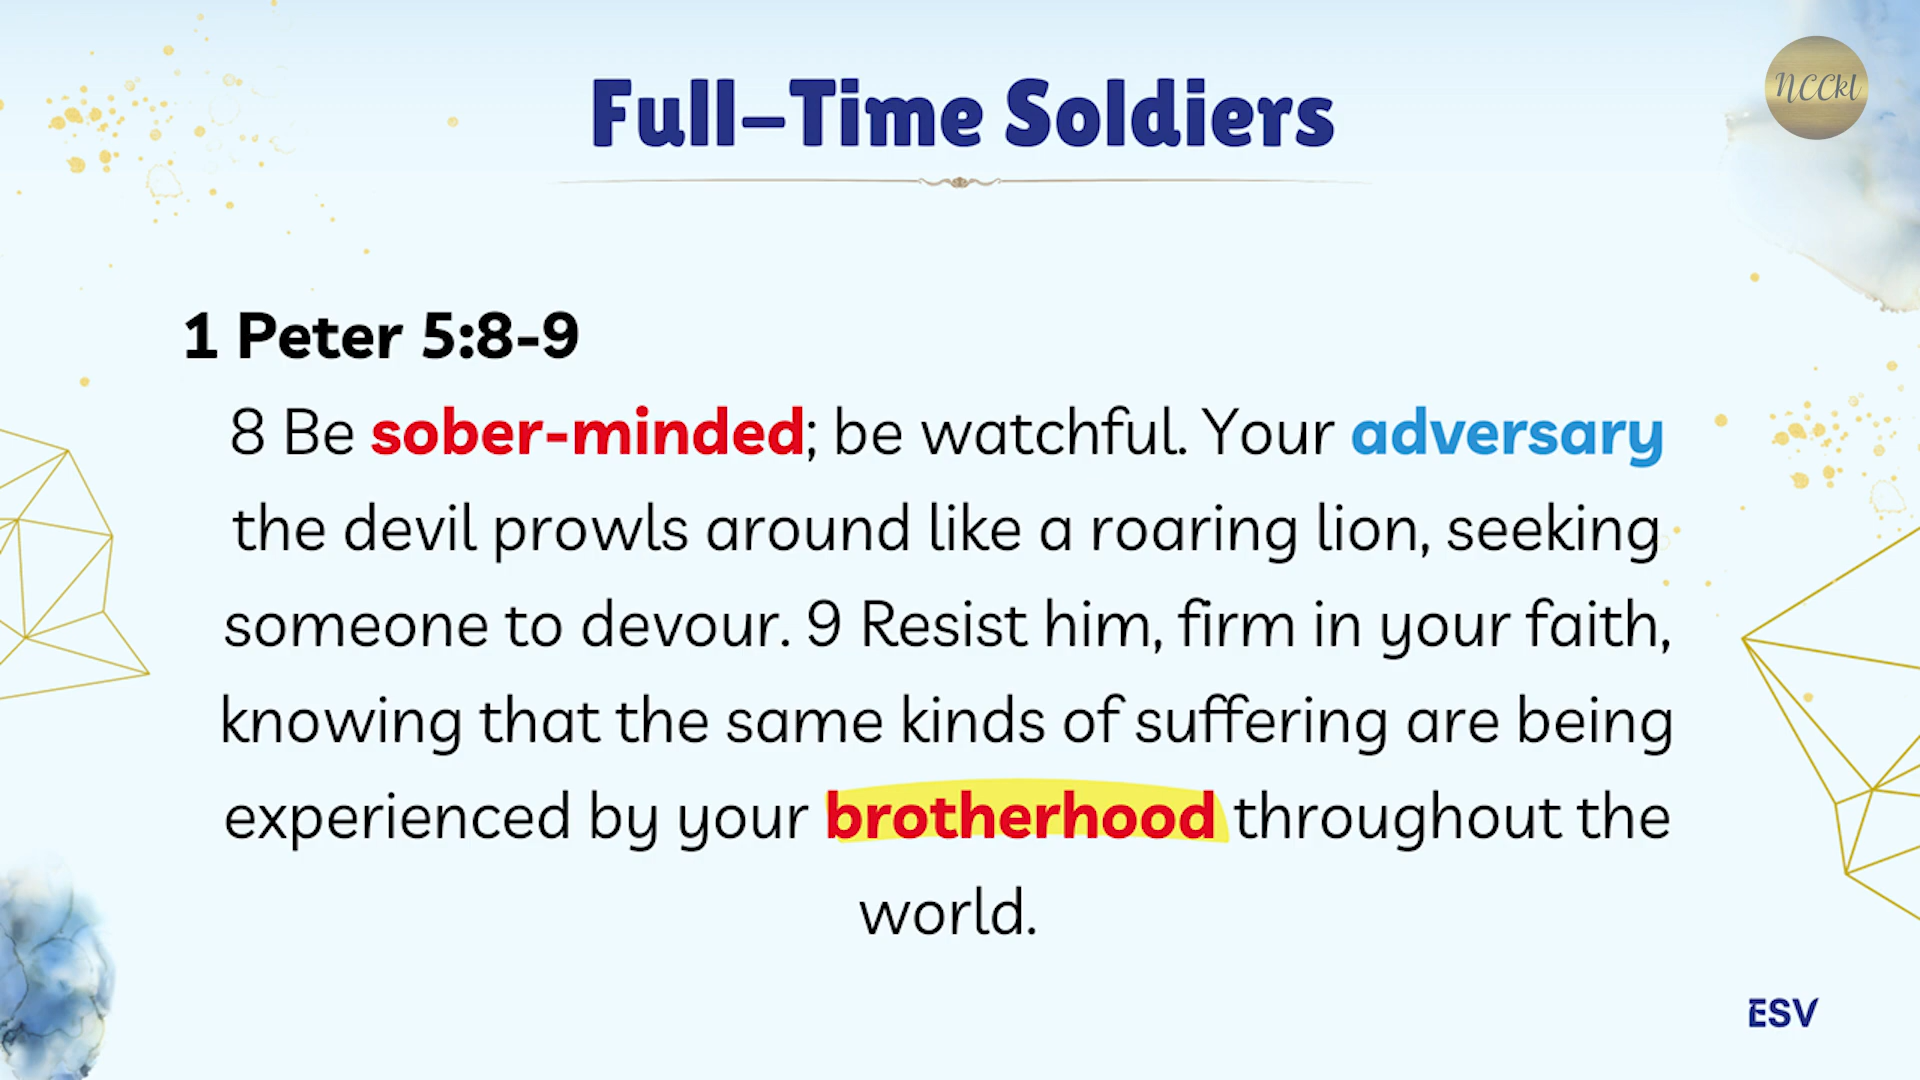 NCCkl
Full-Time Soldiers
1 Peter 5:8-9
8 Be sober-minded; be watchful. Your adversary
the devil prowls around like a roaring lion, seeking
someone to devour. 9 Resist him, firm in your faith,
knowing that the same kinds of suffering are being
experienced by your brotherhood throughout the
world.
ESV